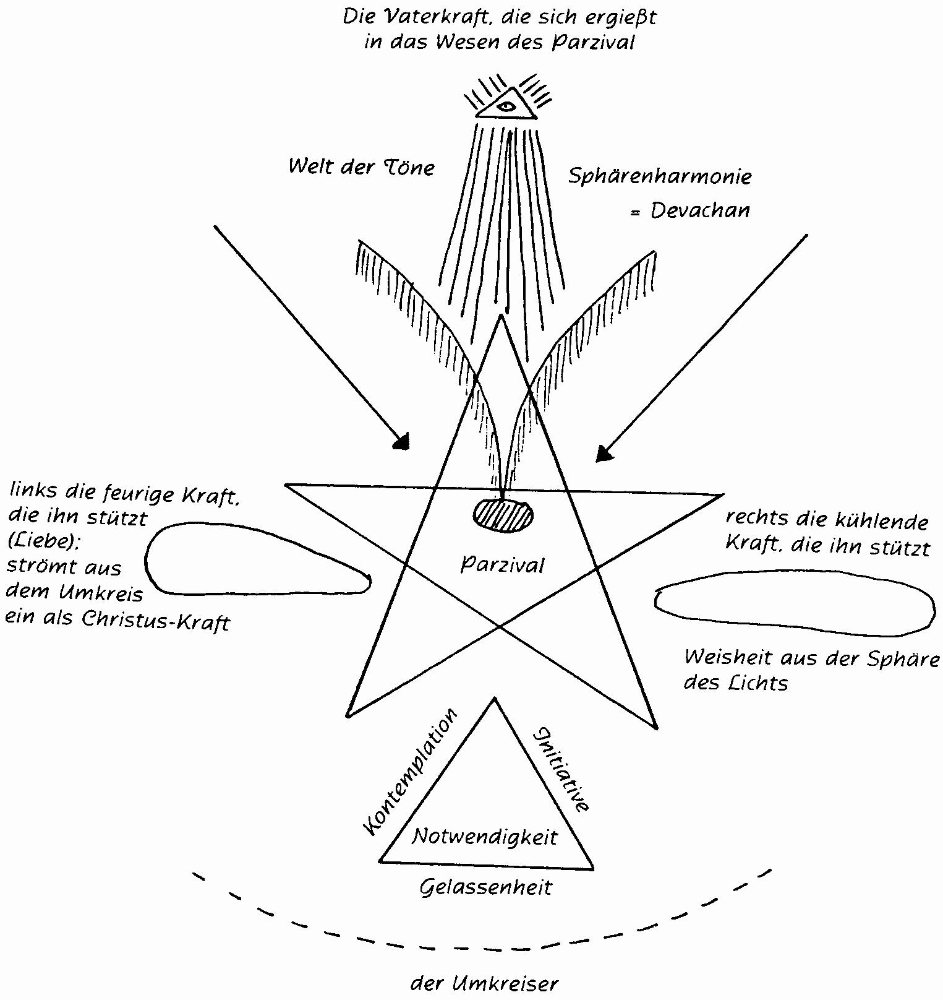 Die Vaterkraft, die sich ergießt
in das Wesen des Parzival
Welt der Töne
Sphärenharmonie
= Devachan
links die feurige Kraft,
die ihn stützt
(Liebe):
strömt aus
dem Umkreis
ein als Christus-Kraft
rechts die kühlende
Kraft, die ihn stützt
Parzival
Weisheit aus der Sphäre
des Lichts
Kontemplation
Initiative
Notwendigkeit
Gelassenheit
der Umkreiser